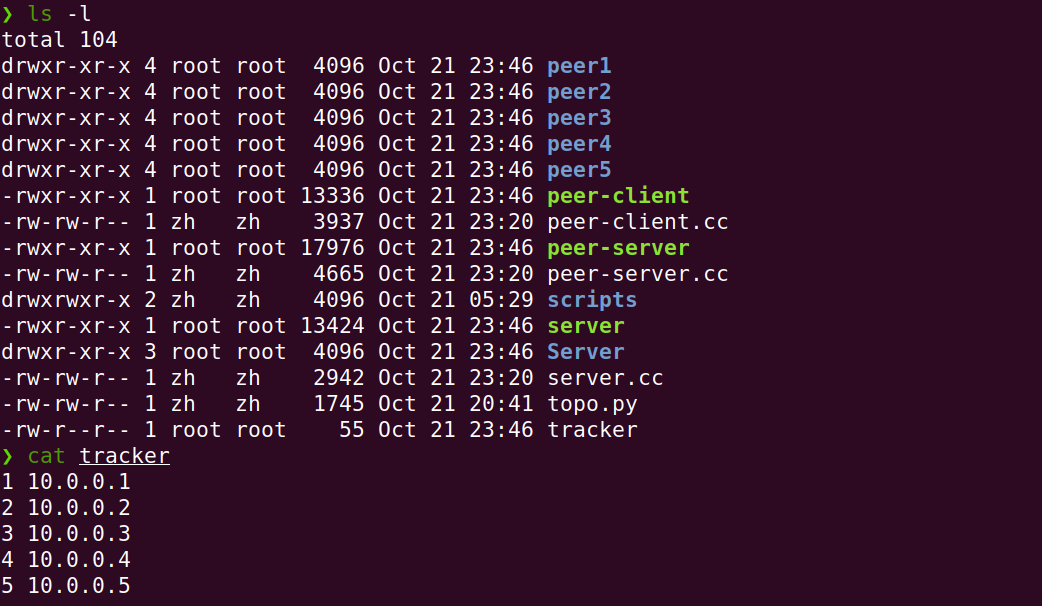 ❯ ls -l
total 104
drwxr-xr-x 4 root root  4096 Oct 21 23:46 peer1
drwxr-xr-x 4 root root  4096 Oct 21 23:46 peer2
drwxr-xr-x 4 root root  4096 Oct 21 23:46 peer3
drwxr-xr-x 4 root root  4096 Oct 21 23:46 peer4
drwxr-xr-x 4 root root  4096 Oct 21 23:46 peer5
-rwxr-xr-x 1 root root 13336 Oct 21 23:46 peer-client
-rw-rw-r-- 1 zh   zh    3937 Oct 21 23:20 peer-client.cc
-rwxr-xr-x 1 root root 17976 Oct 21 23:46 peer-server
-rw-rw-r-- 1 zh   zh    4665 Oct 21 23:20 peer-server.cc
drwxrwxr-x 2 zh   zh    4096 Oct 21 05:29 scripts
-rwxr-xr-x 1 root root 13424 Oct 21 23:46 server
drwxr-xr-x 3 root root  4096 Oct 21 23:46 Server
-rw-rw-r-- 1 zh   zh    2942 Oct 21 23:20 server.cc
-rw-rw-r-- 1 zh   zh    1745 Oct 21 20:41 topo.py
-rw-r--r-- 1 root root    55 Oct 21 23:46 tracker
❯ cat tracker
1 10.0.0.1
2 10.0.0.2
3 10.0.0.3
4 10.0.0.4
5 10.0.0.5